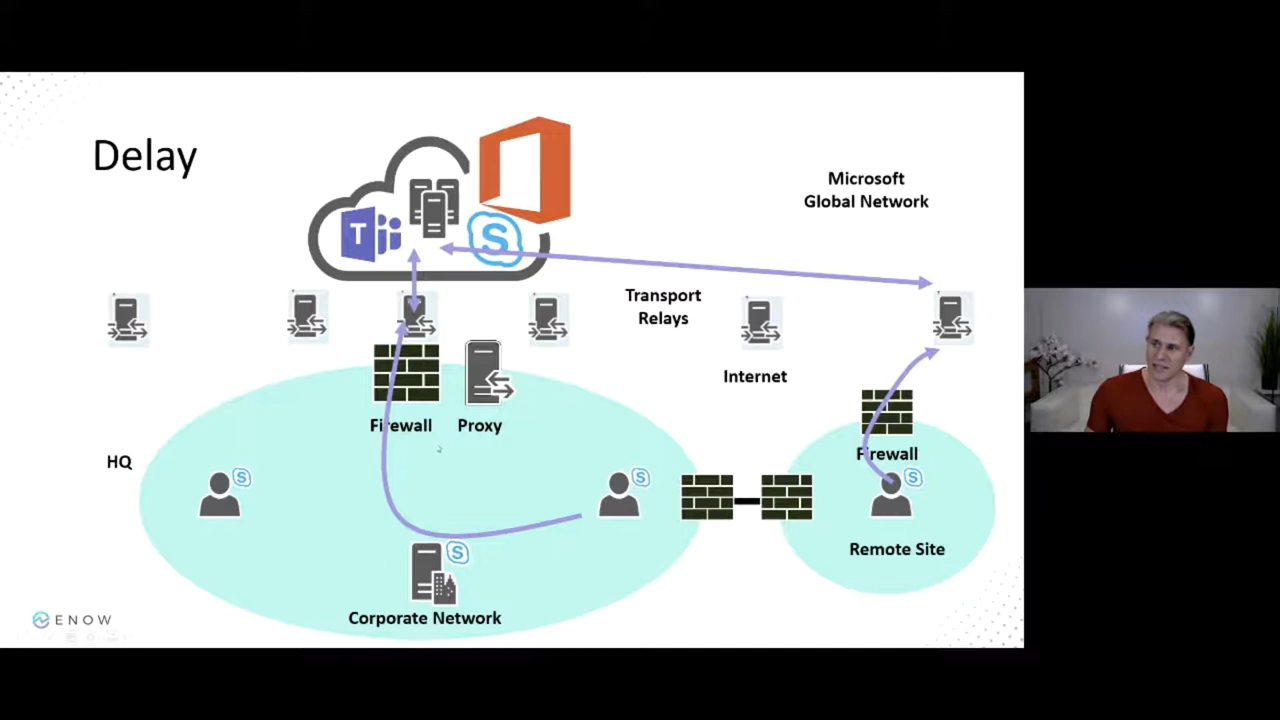 Delay
Microsoft
Global Network
T
S
Transport
Relays
Internet
Firewall
Proxy
Firewall
HQ
S
S
S
Remote Site
S
Corporate Network
ENOW